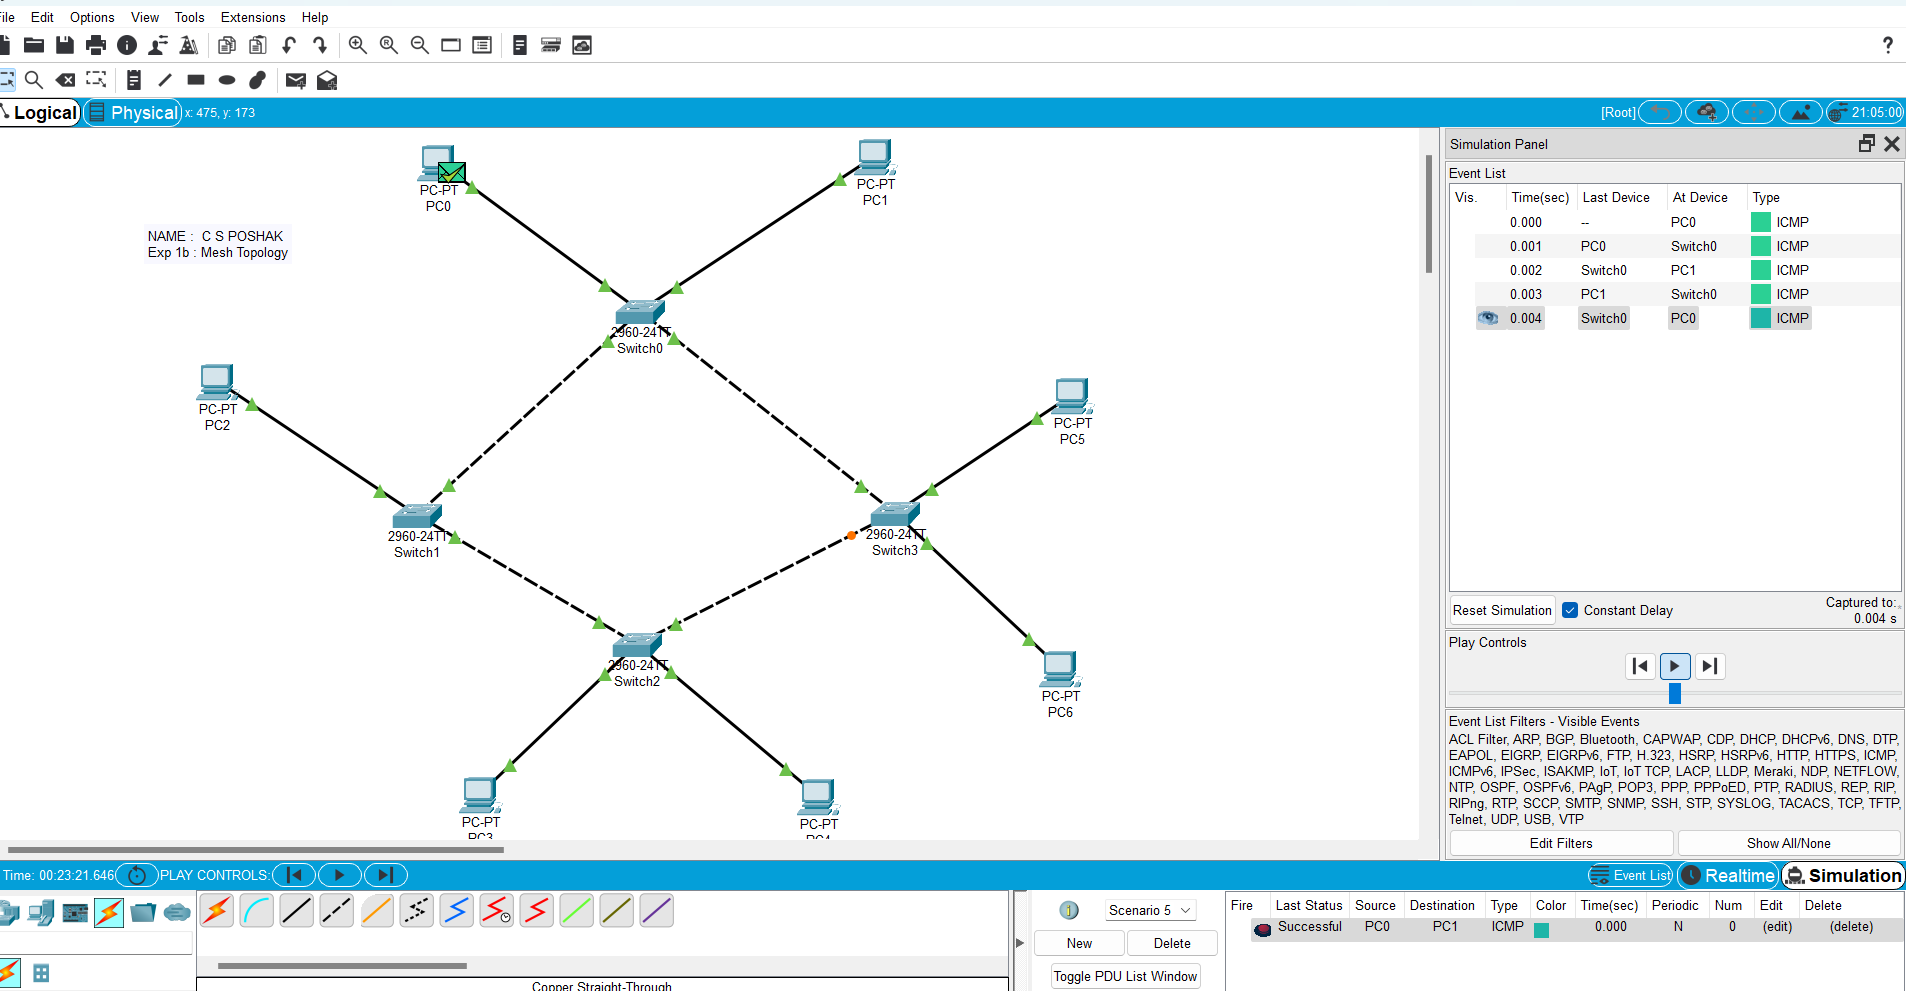 File Edit Options View Tools Extensions Help
?
Logical Physical x: 475, y: 173 [Root] 21:05:00
NAME : C S POSHAK
Exp 1b : Mesh Topology
PC-PT
PC0
PC-PT
PC1
2960-24TT
Switch0
PC-PT
PC2
PC-PT
PC5
2960-24TT
Switch1
2960-24TT
Switch3
2960-24TT
Switch2
PC-PT
PC6
PC-PT
PC3
PC-PT
PC4
Simulation Panel
Event List
Vis. Time(sec) Last Device At Device Type
0.000 -- PC0 ICMP
0.001 PC0 Switch0 ICMP
0.002 Switch0 PC1 ICMP
0.003 PC1 Switch0 ICMP
0.004 Switch0 PC0 ICMP
Reset Simulation Constant Delay Captured to:
0.004 s
Play Controls
Event List Filters - Visible Events
ACL Filter, ARP, BGP, Bluetooth, CAPWAP, CDP, DHCP, DHCPv6, DNS, DTP,
EAPOL, EIGRP, EIGRPv6, FTP, H.323, HSRP, HSRPv6, HTTP, HTTPS, ICMP,
ICMPv6, IPSec, ISAKMP, IoT, IoT TCP, LACP, LLDP, Meraki, NDP, NETFLOW,
NTP, OSPF, OSPFv6, PAgP, POP3, PPP, PPPoED, PTP, RADIUS, REP, RIP,
RIPng, RTP, SCCP, SMTP, SNMP, SSH, STP, SYSLOG, TACACS, TCP, TFTP,
Telnet, UDP, USB, VTP
Edit Filters Show All/None
Time: 00:23:21.646 PLAY CONTROLS: Event List Realtime Simulation
Scenario 5
New Delete
Toggle PDU List Window
Fire Last Status Source Destination Type Color Time(sec) Periodic Num Edit Delete
Successful PC0 PC1 ICMP 0.000 N 0 (edit) (delete)
Copper Straight-Through